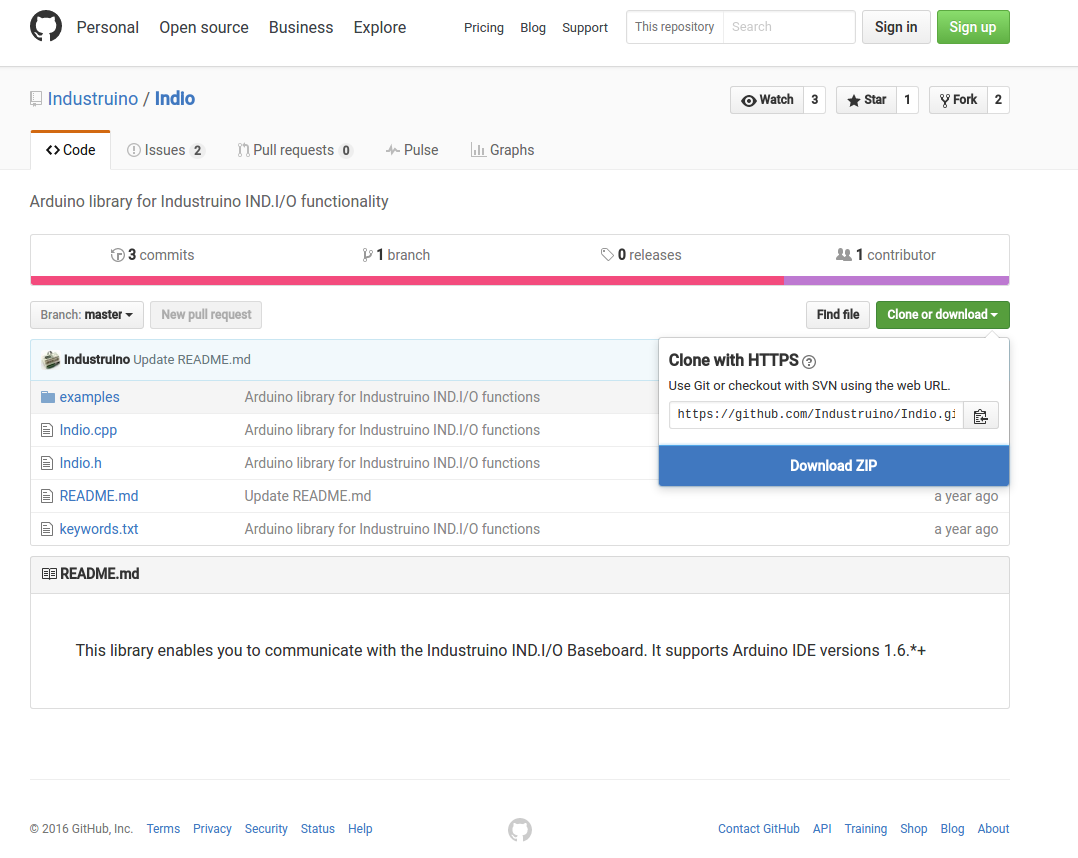 Personal Open source Business Explore Pricing Blog Support This repository Search Sign in Sign up
Industruino / Indio Watch 3 Star 1 Fork 2
Code Issues 2 Pull requests 0 Pulse Graphs
Arduino library for Industruino IND.I/O functionality
3 commits 1 branch 0 releases 1 contributor
Branch: master New pull request Find file Clone or download
Industruino Update README.md
Clone with HTTPS ?
Use Git or checkout with SVN using the web URL.
https://github.com/Industruino/Indio.gi
Download ZIP
examples Arduino library for Industruino IND.I/O functions
Indio.cpp Arduino library for Industruino IND.I/O functions
Indio.h Arduino library for Industruino IND.I/O functions
README.md Update README.md a year ago
keywords.txt Arduino library for Industruino IND.I/O functions a year ago
README.md
This library enables you to communicate with the Industruino IND.I/O Baseboard. It supports Arduino IDE versions 1.6.*+
© 2016 GitHub, Inc. Terms Privacy Security Status Help Contact GitHub API Training Shop Blog About